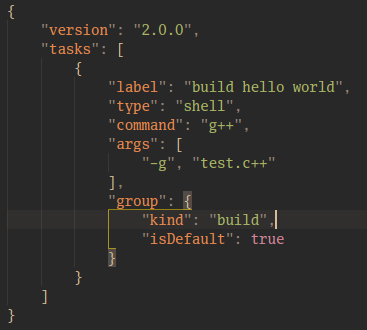 {
    "version": "2.0.0",
    "tasks": [
        {
            "label": "build hello world",
            "type": "shell",
            "command": "g++",
            "args": [
                "-g", "test.c++"
            ],
            "group": {
                "kind": "build",
                "isDefault": true
            }
        }
    ]
}